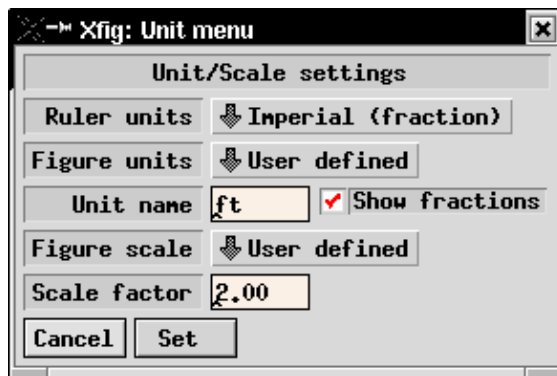 Xfig: Unit menu
Unit/Scale settings
Ruler units Imperial (fraction)
Figure units User defined
Unit name ft Show fractions
Figure scale User defined
Scale factor 2.00
Cancel Set